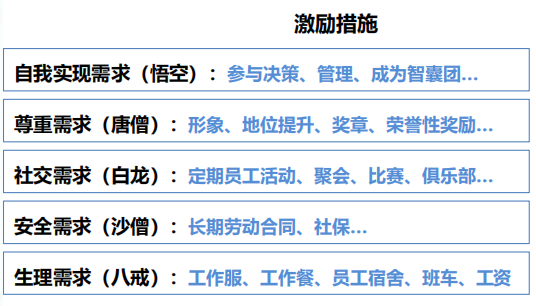 激励措施
自我实现需求（悟空）：参与决策、管理、成为智囊团...
尊重需求（唐僧）：形象、地位提升、奖章、荣誉性奖励...
社交需求（白龙）：定期员工活动、聚会、比赛、俱乐部...
安全需求（沙僧）：长期劳动合同、社保...
生理需求（八戒）：工作服、工作餐、员工宿舍、班车、工资